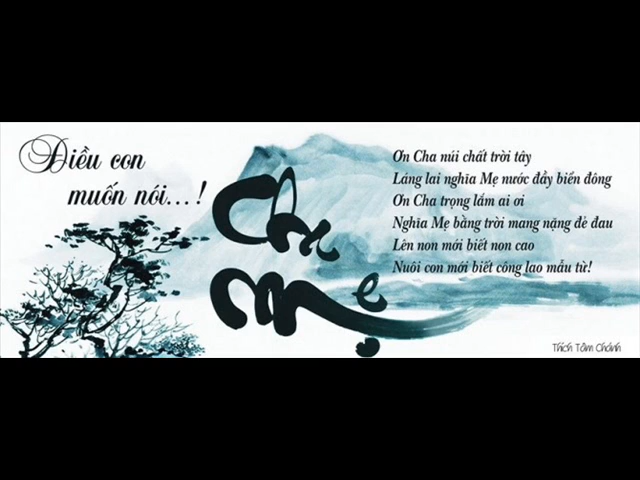 Điều con
muốn nói...!
Cha
Mẹ
Ơn Cha núi chất trời tây
Láng lai nghĩa Mẹ mước đầy biển đông
Ơn Cha trọng lắm ai ơi
Nghĩa Mẹ bằng trời mang nặng đẻ đau
Lên non mới biết non cao
Nuôi con mới biết công lao mẫu từ!
Thích Tâm Chánh